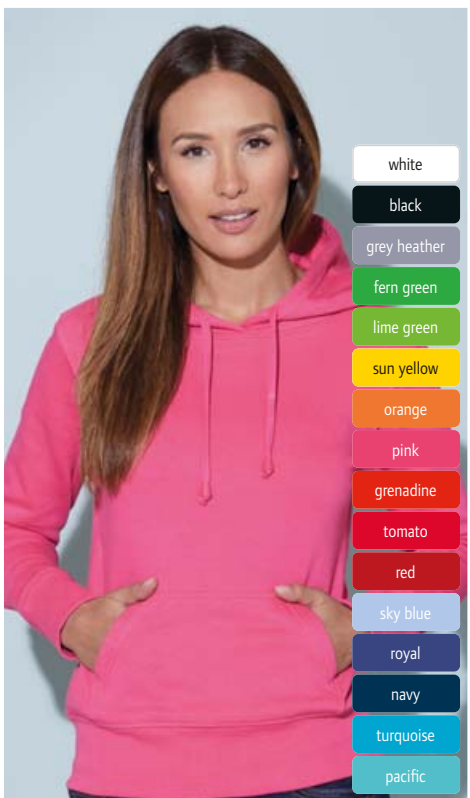 white
black
grey heather
fern green
lime green
sun yellow
orange
pink
grenadine
tomato
red
sky blue
royal
navy
turquoise
pacific